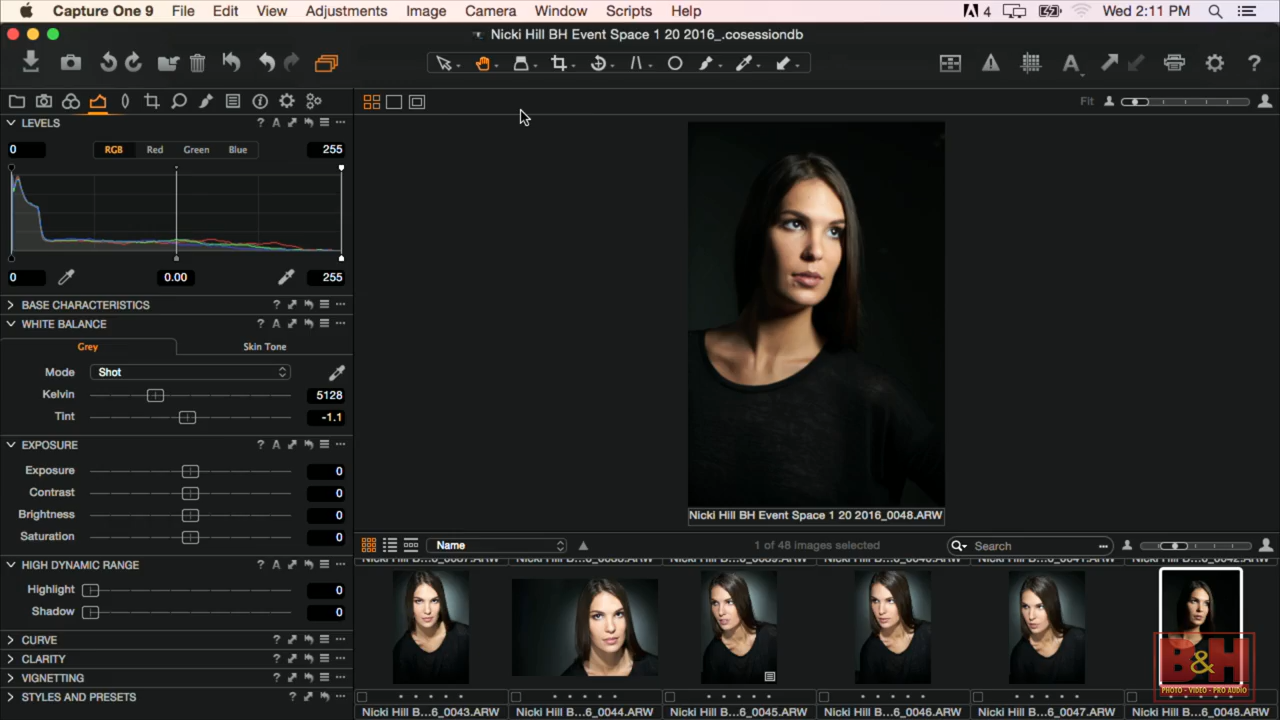 Capture One 9 File Edit View Adjustments Image Camera Window Scripts Help 4 Wed 2:11 PM
Nicki Hill BH Event Space 1 20 2016_.cosessiondb
LEVELS ? A
Fit
0 RGB Red Green Blue 255
0 0.00 255
BASE CHARACTERISTICS ?
WHITE BALANCE ? A
Grey Skin Tone
Mode Shot
Kelvin 5128
Tint -1.1
EXPOSURE ? A
Exposure 0
Contrast 0
Brightness 0
Saturation 0
HIGH DYNAMIC RANGE ? A
Highlight 0
Shadow 0
CURVE ?
CLARITY ?
VIGNETTING ?
STYLES AND PRESETS ?
Nicki Hill BH Event Space 1 20 2016_0048.ARW
Name 1 of 48 images selected Search
B&H
PHOTO - VIDEO - PRO AUDIO
Nicki Hill B...6_0043.ARW Nicki Hill B...6_0044.ARW Nicki Hill B...6_0045.ARW Nicki Hill B...6_0046.ARW Nicki Hill B...6_0047.ARW Nicki Hill B...6_0048.ARW